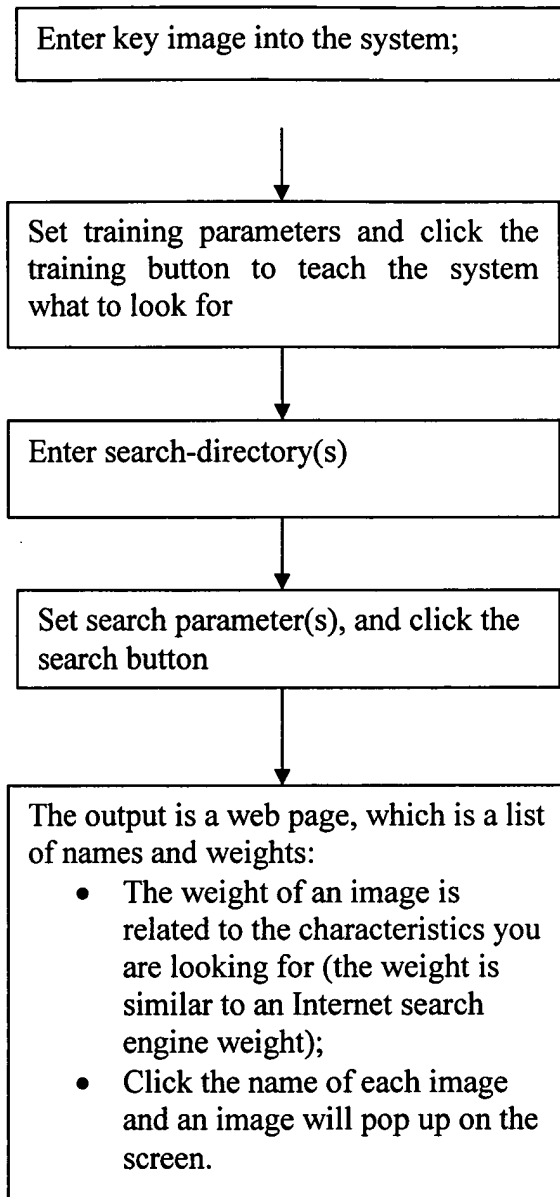 Enter key image into the system;
Set training parameters and click the
training button to teach the system
what to look for
Enter search-directory(s)
Set search parameter(s), and click the
search button
The output is a web page, which is a list
of names and weights:
• The weight of an image is
related to the characteristics you
are looking for (the weight is
similar to an Internet search
engine weight);
• Click the name of each image
and an image will pop up on the
screen.